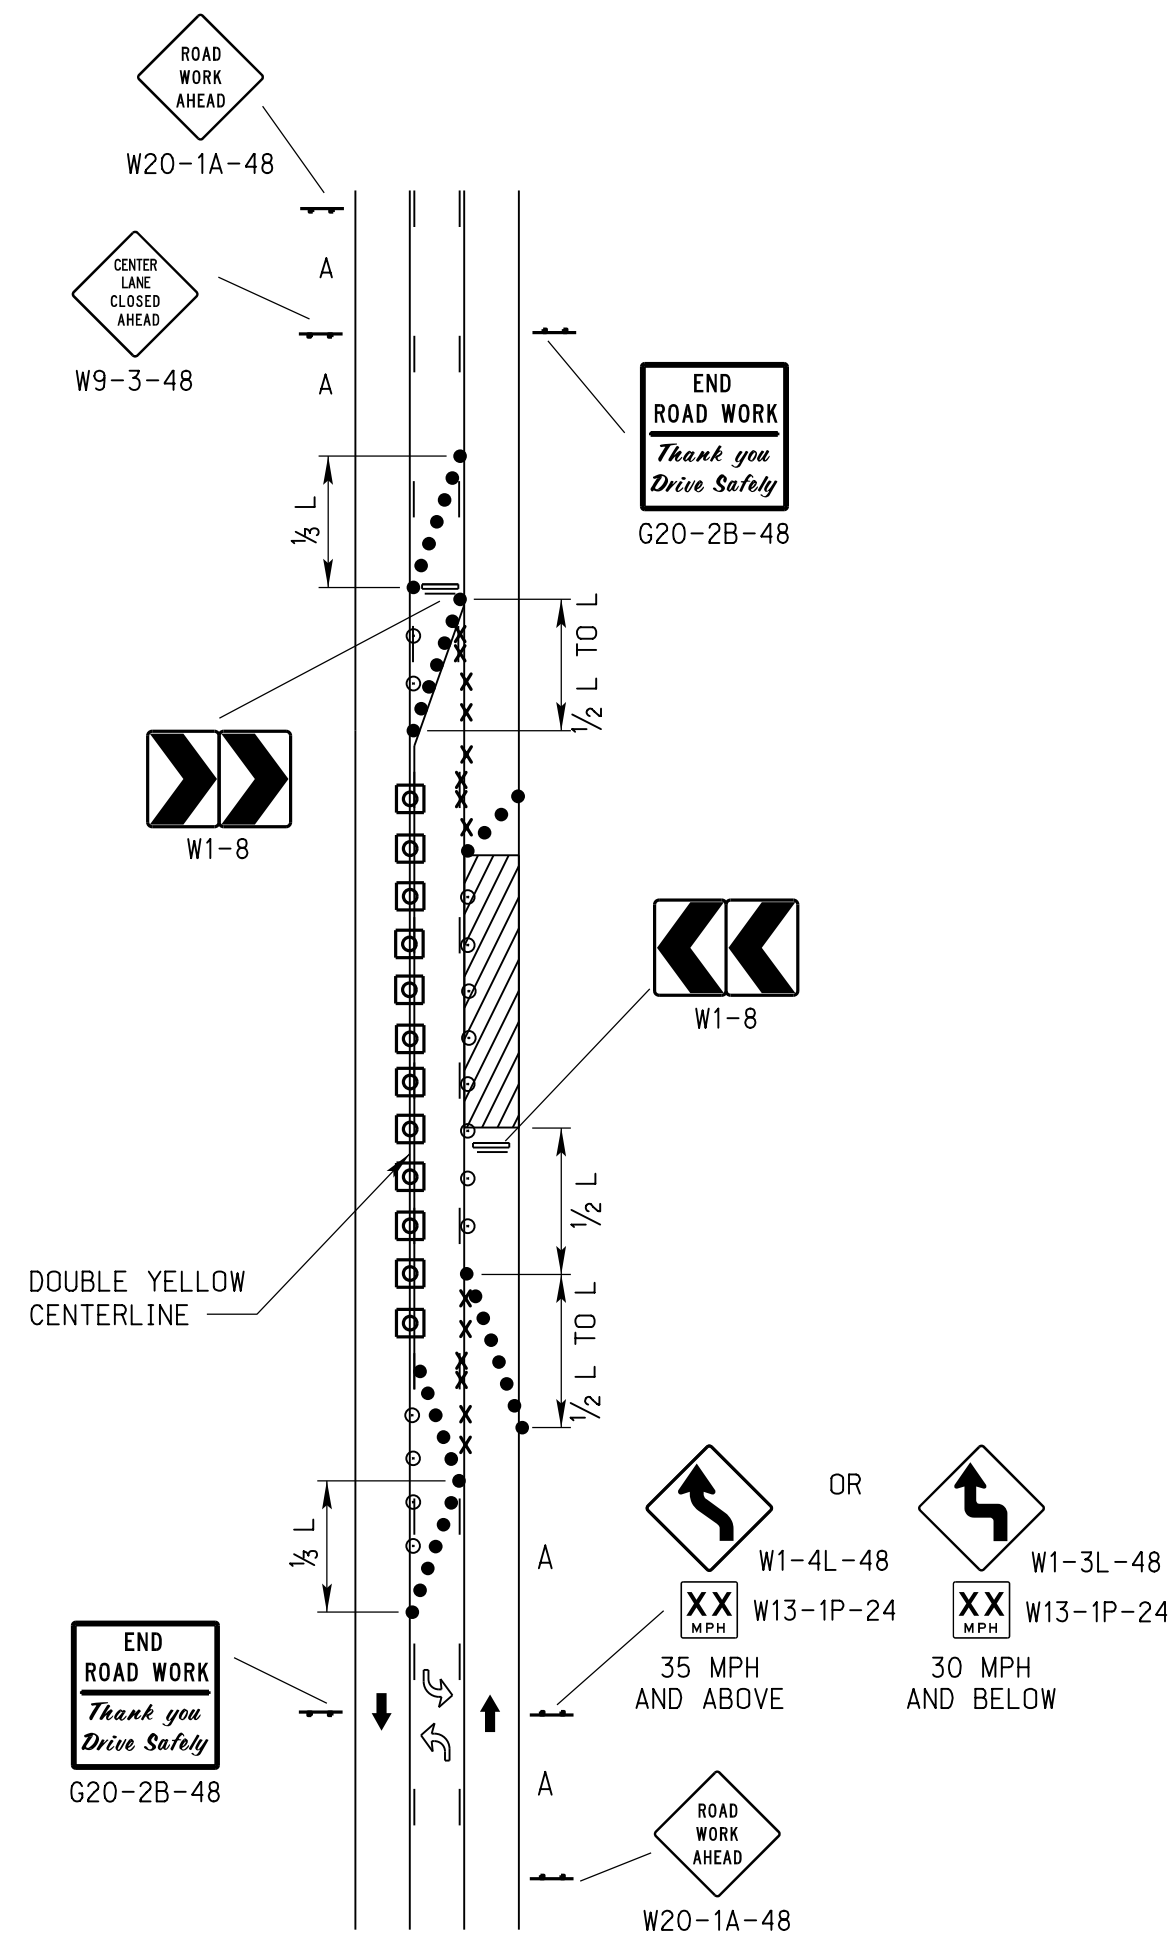 ROAD
WORK
AHEAD
W20-1A-48
A
CENTER
LANE
CLOSED
AHEAD
W9-3-48
A
END
ROAD WORK
Thank you
Drive Safely
G20-2B-48
⅓ L
½ L TO L
W1-8
W1-8
½ L
DOUBLE YELLOW
CENTERLINE
½ L TO L
⅓ L
A
OR
W1-4L-48
W1-3L-48
XX
MPH
W13-1P-24
XX
MPH
W13-1P-24
35 MPH
AND ABOVE
30 MPH
AND BELOW
END
ROAD WORK
Thank you
Drive Safely
G20-2B-48
A
ROAD
WORK
AHEAD
W20-1A-48